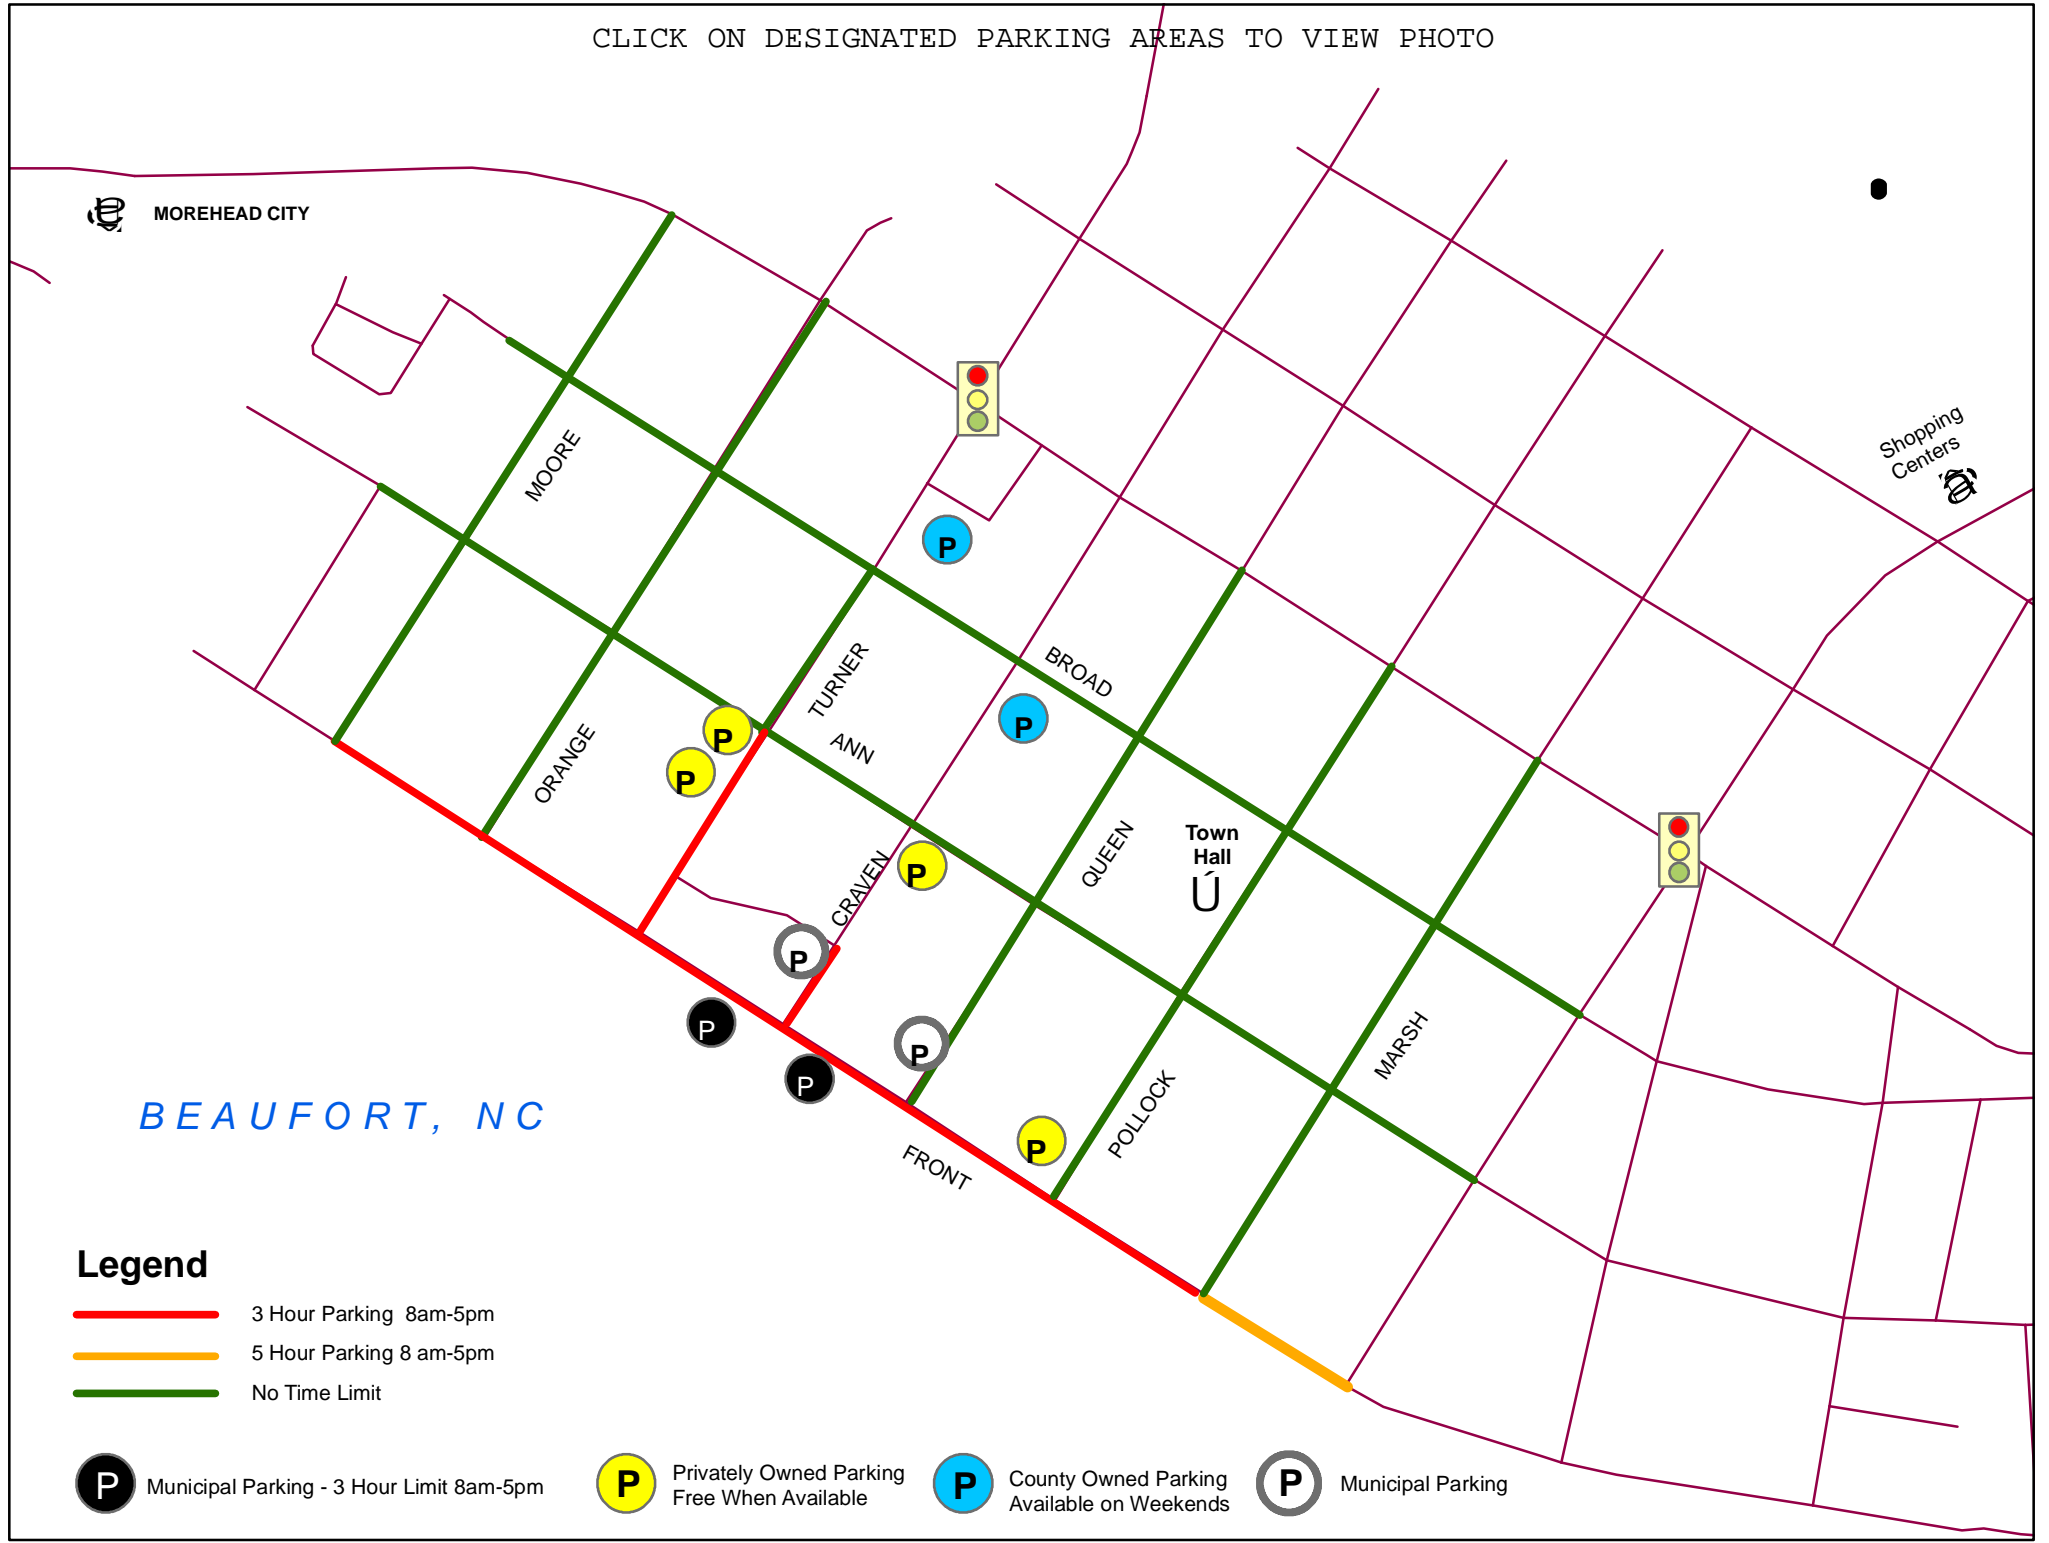 CLICK ON DESIGNATED PARKING AREAS TO VIEW PHOTO
MOREHEAD CITY
Shopping
Centers
MOORE
P
TURNER
BROAD
P
P
ANN
P
ORANGE
Town
Hall
Ú
QUEEN
P
CRAVEN
P
P
P
P
MARSH
BEAUFORT, NC
POLLOCK
P
FRONT
Legend
3 Hour Parking 8am-5pm
5 Hour Parking 8 am-5pm
No Time Limit
P Municipal Parking - 3 Hour Limit 8am-5pm
P Privately Owned Parking
Free When Available
P County Owned Parking
Available on Weekends
P Municipal Parking